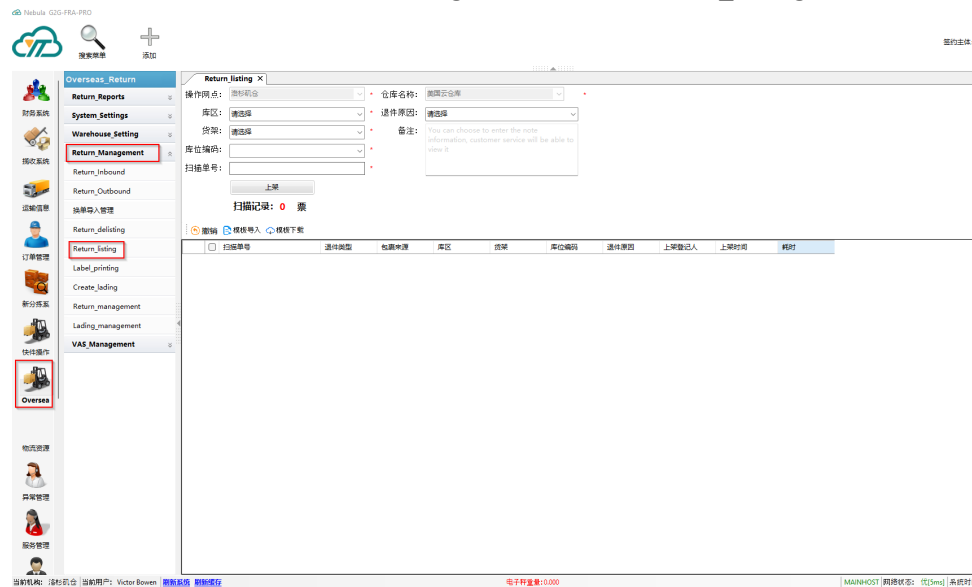 Nebula G2G-FRA-PRO
搜索菜单
添加
签约主体
财务系统
揽收系统
运输信息
订单管理
新分拣系
快件操作
Oversea
物流资源
异常管理
服务管理
Overseas_Return
Return_Reports
System_Settings
Warehouse_Setting
Return_Management
Return_Inbound
Return_Outbound
换单导入管理
Return_delisting
Return_listing
Label_printing
Create_lading
Return_management
Lading_management
VAS_Management
Return_listing X
操作网点: 洛杉矶仓 * 仓库名称: 美国云仓库 *
库区: 请选择 * 退件原因: 请选择
货架: 请选择 * 备注: You can choose to enter the note
information, customer service will be able to
view it
库位编码: *
扫描单号: *
上架
扫描记录: 0 票
撤销 模板导入 模板下载
扫描单号 退件类型 包裹来源 库区 货架 库位编码 退件原因 上架登记人 上架时间 耗时
当前机构: 洛杉矶仓 当前用户: Victor Bowen 刷新系统 刷新缓存 电子秤重量:0.000 MAINHOST 网络状态: 优[5ms] 系统时